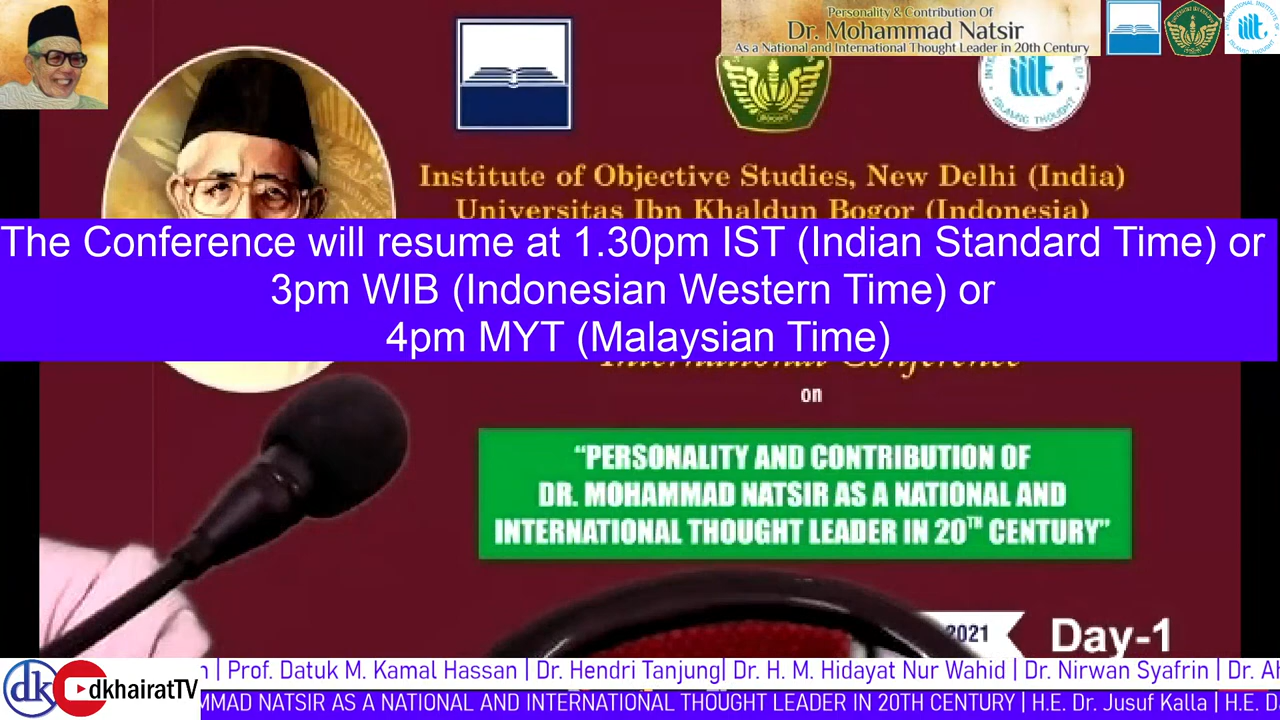 Personality & Contribution Of
Dr. Mohammad Natsir
As a National and International Thought Leader in 20th Century
Institute of Objective Studies, New Delhi (India)
Universitas Ibn Khaldun Bogor (Indonesia)
The Conference will resume at 1.30pm IST (Indian Standard Time) or
3pm WIB (Indonesian Western Time) or
4pm MYT (Malaysian Time)
International Conference
on
“PERSONALITY AND CONTRIBUTION OF
DR. MOHAMMAD NATSIR AS A NATIONAL AND
INTERNATIONAL THOUGHT LEADER IN 20TH CENTURY”
2021
Day-1
dk dkhairatTV
| Prof. Datuk M. Kamal Hassan | Dr. Hendri Tanjung| Dr. H. M. Hidayat Nur Wahid | Dr. Nirwan Syafrin | Dr.
NATSIR AS A NATIONAL AND INTERNATIONAL THOUGHT LEADER IN 20TH CENTURY | H.E. Dr. Jusuf Kalla | H.E.